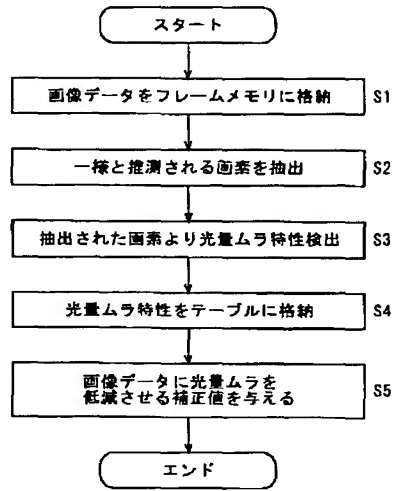 スタート
画像データをフレームメモリに格納 S1
一様と推測される画素を抽出 S2
抽出された画素より光量ムラ特性検出 S3
光量ムラ特性をテーブルに格納 S4
画像データに光量ムラを
低減させる補正値を与える S5
エンド